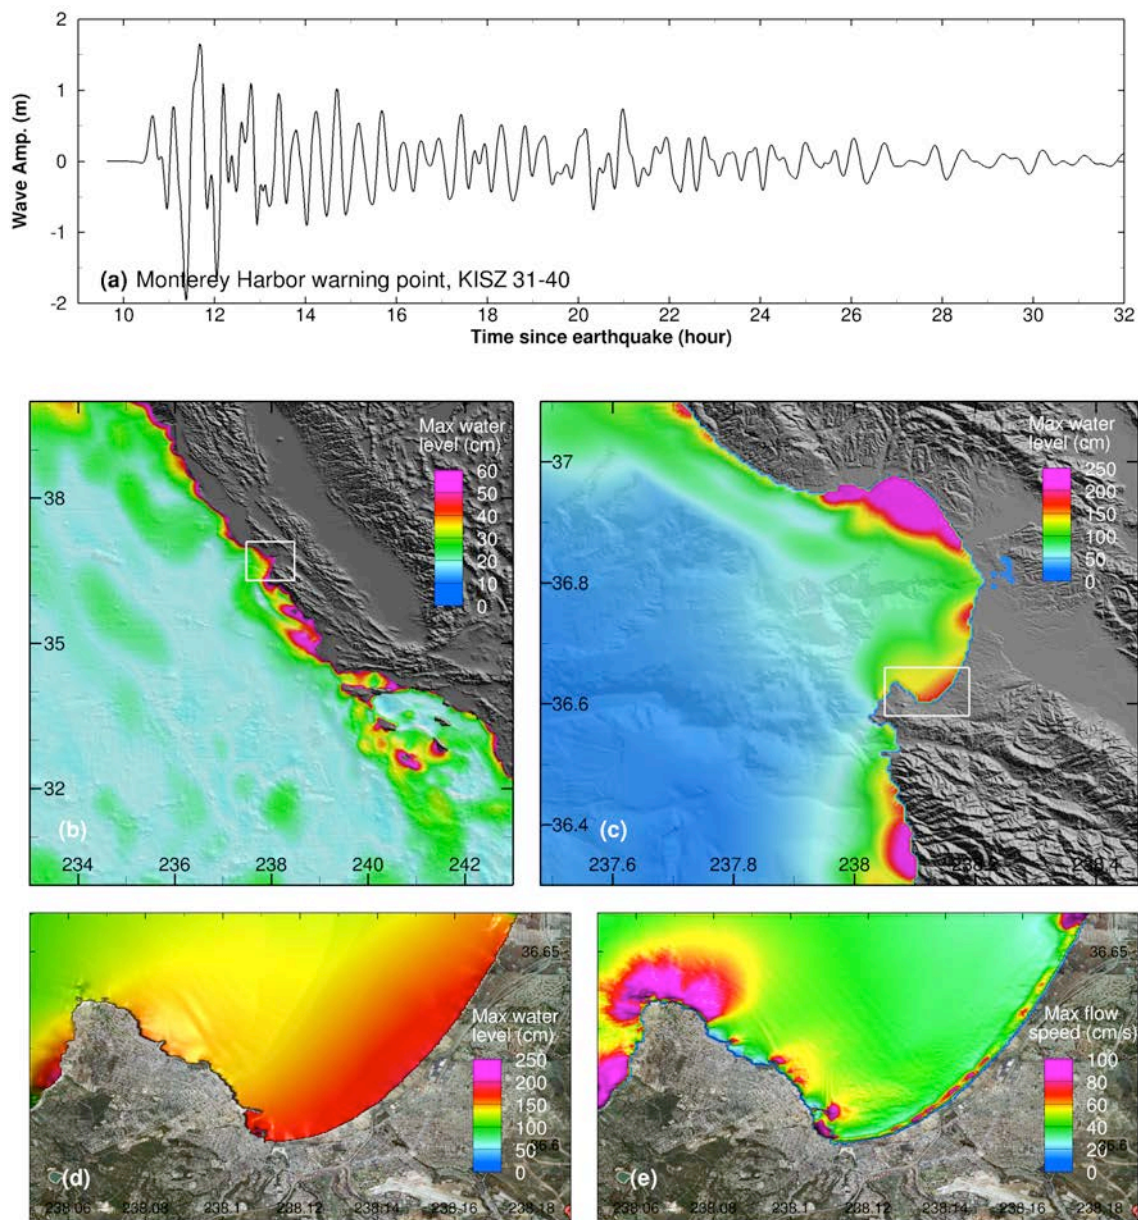 2
1
0
-1
-2
Wave Amp. (m)
(a) Monterey Harbor warning point, KISZ 31-40
10 12 14 16 18 20 22 24 26 28 30 32
Time since earthquake (hour)
Max water
level (cm)
60
50
40
30
20
10
0
38
35
32
(b)
234 236 238 240 242
Max water
level (cm)
250
200
150
100
50
0
37
36.8
36.6
36.4
(c)
237.6 237.8 238 238.2 238.4
36.65
Max water
level (cm)
250
200
150
100
50
0
36.6
(d)
238.06 238.08 238.1 238.12 238.14 238.16 238.18
36.65
Max flow
speed (cm/s)
100
80
60
40
20
0
36.6
(e)
238.06 238.08 238.1 238.12 238.14 238.16 238.18